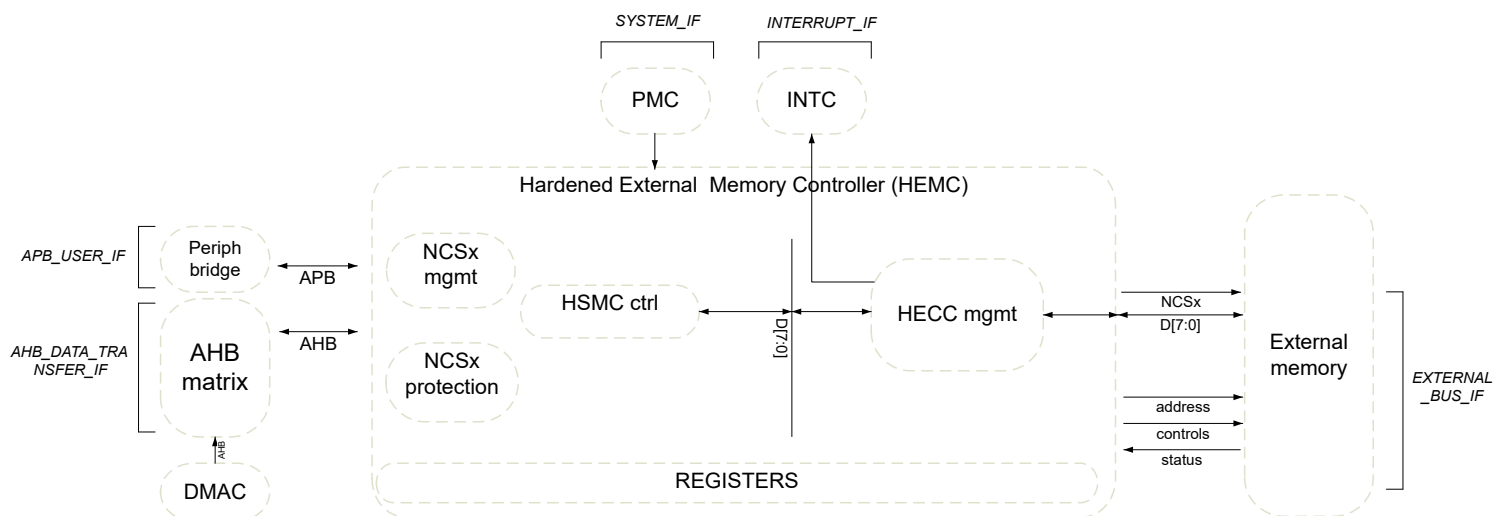 SYSTEM_IF
INTERRUPT_IF
PMC
INTC
Hardened External Memory Controller (HEMC)
APB_USER_IF
Periph
bridge
APB
AHB_DATA_TRA
NSFER_IF
AHB
matrix
AHB
AHB
DMAC
NCSx
mgmt
HSMC ctrl
NCSx
protection
D[7:0]
HECC mgmt
REGISTERS
NCSx
D[7:0]
address
controls
status
External
memory
EXTERNAL
_BUS_IF